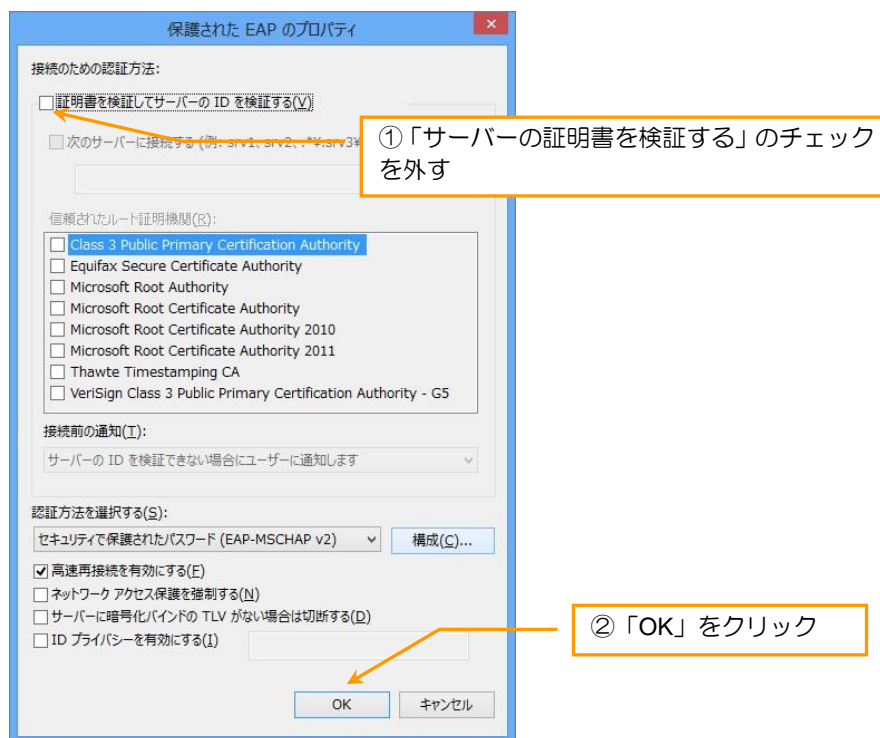 保護された EAP のプロパティ
接続のための認証方法:
証明書を検証してサーバーの ID を検証する(V)
次のサーバーに接続する (例: srv1、srv2、.*¥.srv3¥
①「サーバーの証明書を検証する」のチェック
を外す
信頼されたルート証明機関(R):
Class 3 Public Primary Certification Authority
Equifax Secure Certificate Authority
Microsoft Root Authority
Microsoft Root Certificate Authority
Microsoft Root Certificate Authority 2010
Microsoft Root Certificate Authority 2011
Thawte Timestamping CA
VeriSign Class 3 Public Primary Certification Authority - G5
接続前の通知(T):
サーバーの ID を検証できない場合にユーザーに通知します
認証方法を選択する(S):
セキュリティで保護されたパスワード (EAP-MSCHAP v2)
構成(C)...
高速再接続を有効にする(F)
ネットワーク アクセス保護を強制する(N)
サーバーに暗号化バインドの TLV がない場合は切断する(D)
ID プライバシーを有効にする(I)
②「OK」をクリック
OK
キャンセル